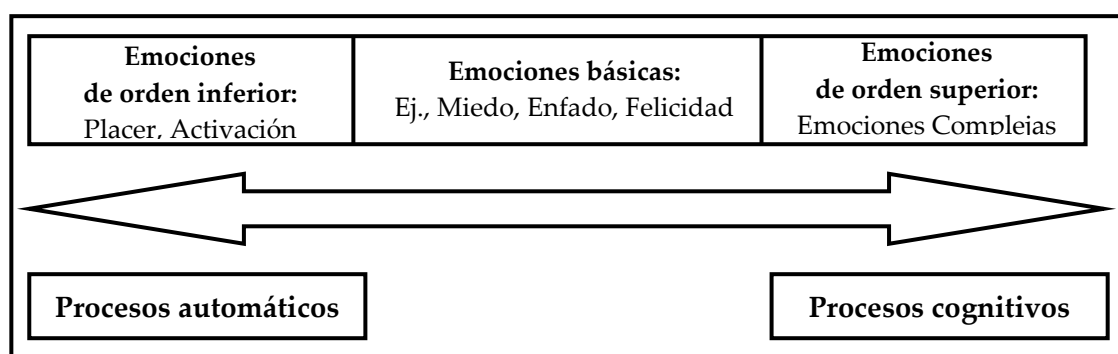 Emociones
de orden inferior:
Placer, Activación
Emociones básicas:
Ej., Miedo, Enfado, Felicidad
Emociones
de orden superior:
Emociones Complejas
Procesos automáticos
Procesos cognitivos